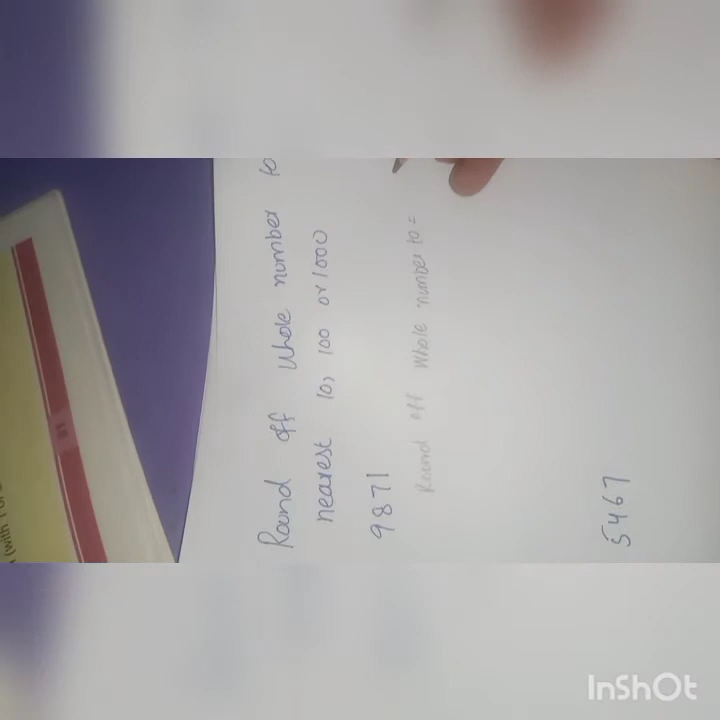 Round off whole number to
nearest 10, 100 or 1000
9871
Round off whole number to =
5467
InShOt